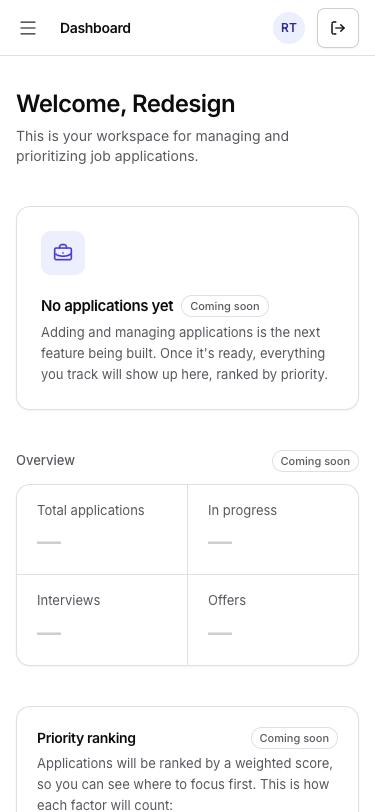 Dashboard
RT
Welcome, Redesign
This is your workspace for managing and
prioritizing job applications.
No applications yet
Coming soon
Adding and managing applications is the next
feature being built. Once it's ready, everything
you track will show up here, ranked by priority.
Overview
Coming soon
Total applications
In progress
—
—
Interviews
Offers
—
—
Priority ranking
Coming soon
Applications will be ranked by a weighted score,
so you can see where to focus first. This is how
each factor will count: